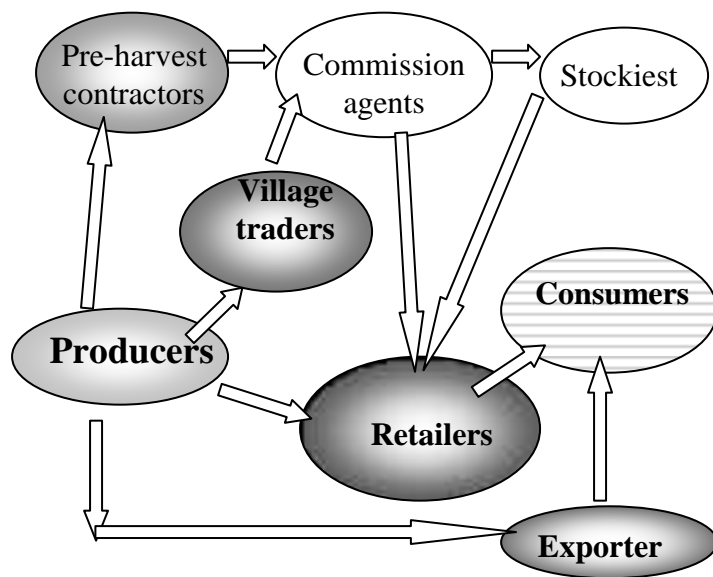 Pre-harvest
contractors
Commission
agents
Stockiest
Village
traders
Consumers
Producers
Retailers
Exporter